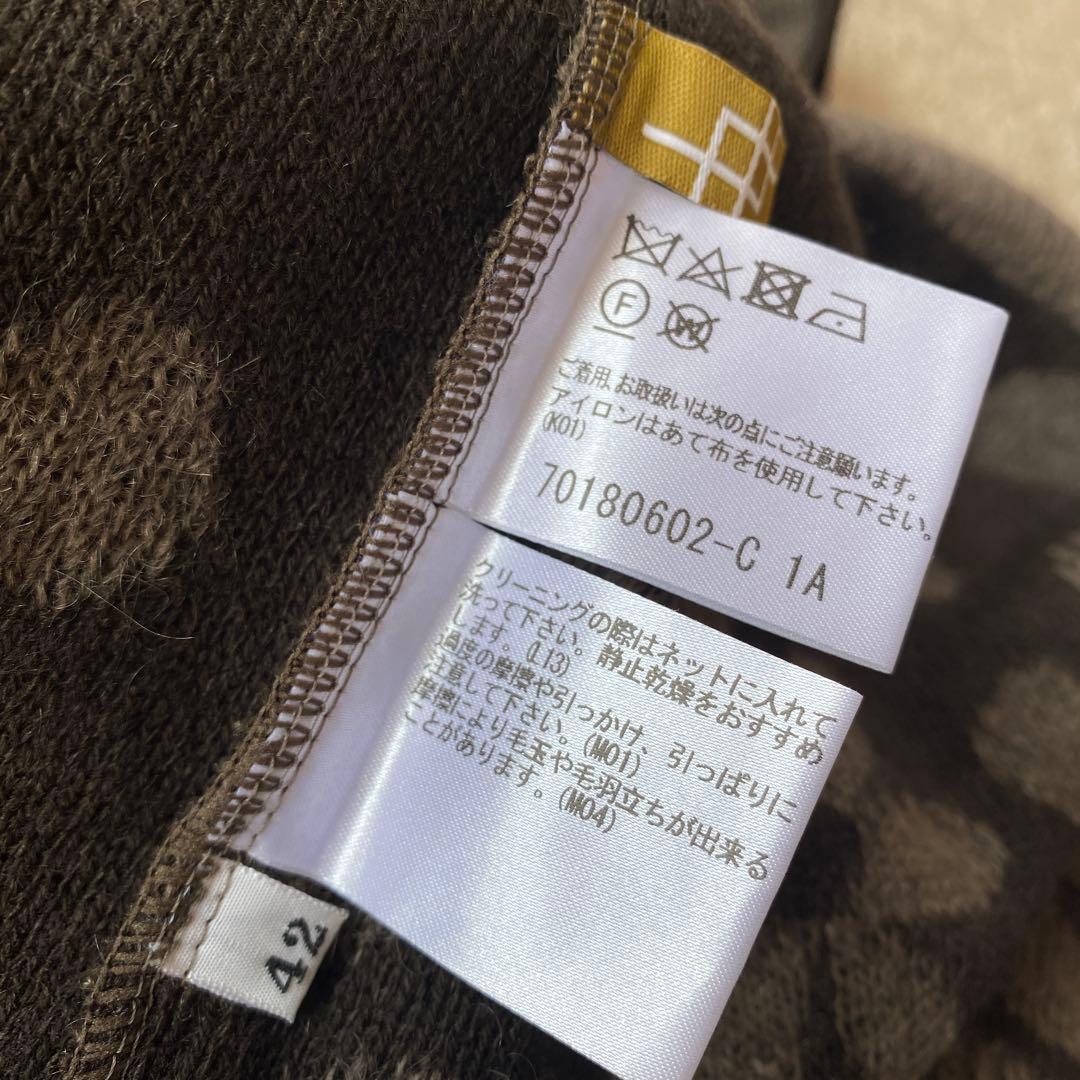 F
W
ご着用、お取扱いは次の点にご注意願います。
アイロンはあて布を使用して下さい。
(K01)
70180602-C 1A
クリーニングの際はネットに入れて
洗って下さい。静止乾燥をおすすめ
します。(L13)
過度の摩擦や引っかけ、引っぱりに
注意して下さい。(M01)
摩擦により毛玉や毛羽立ちが出来る
ことがあります。(M04)
42